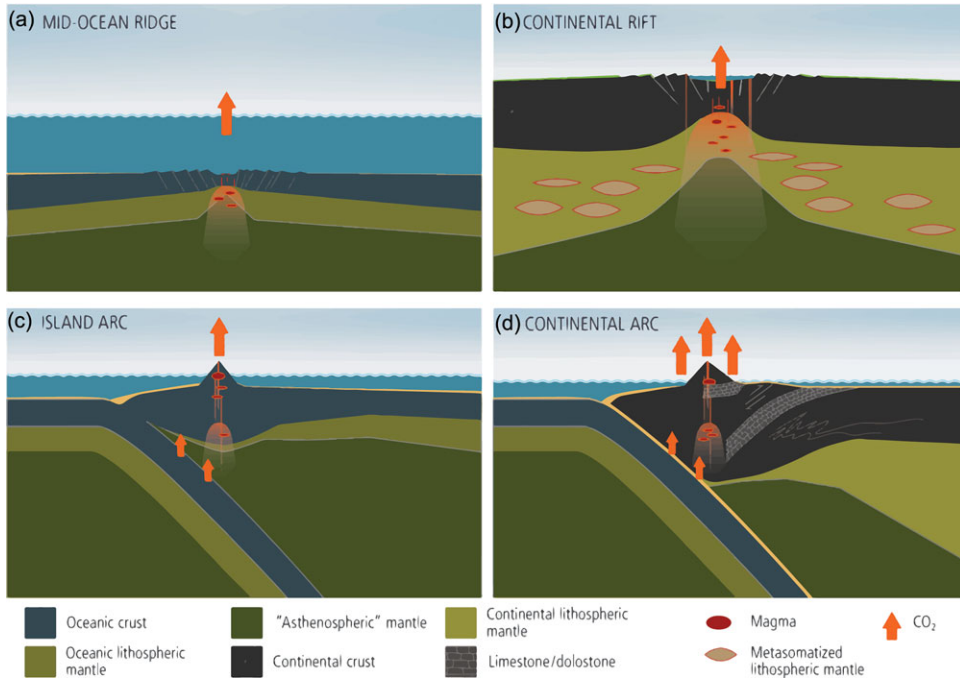 (a) MID-OCEAN RIDGE
(b) CONTINENTAL RIFT
(c) ISLAND ARC
(d) CONTINENTAL ARC
Oceanic crust
"Asthenospheric" mantle
Continental lithospheric
mantle
Magma
CO₂
Oceanic lithospheric
mantle
Continental crust
Limestone/dolostone
Metasomatized
lithospheric mantle